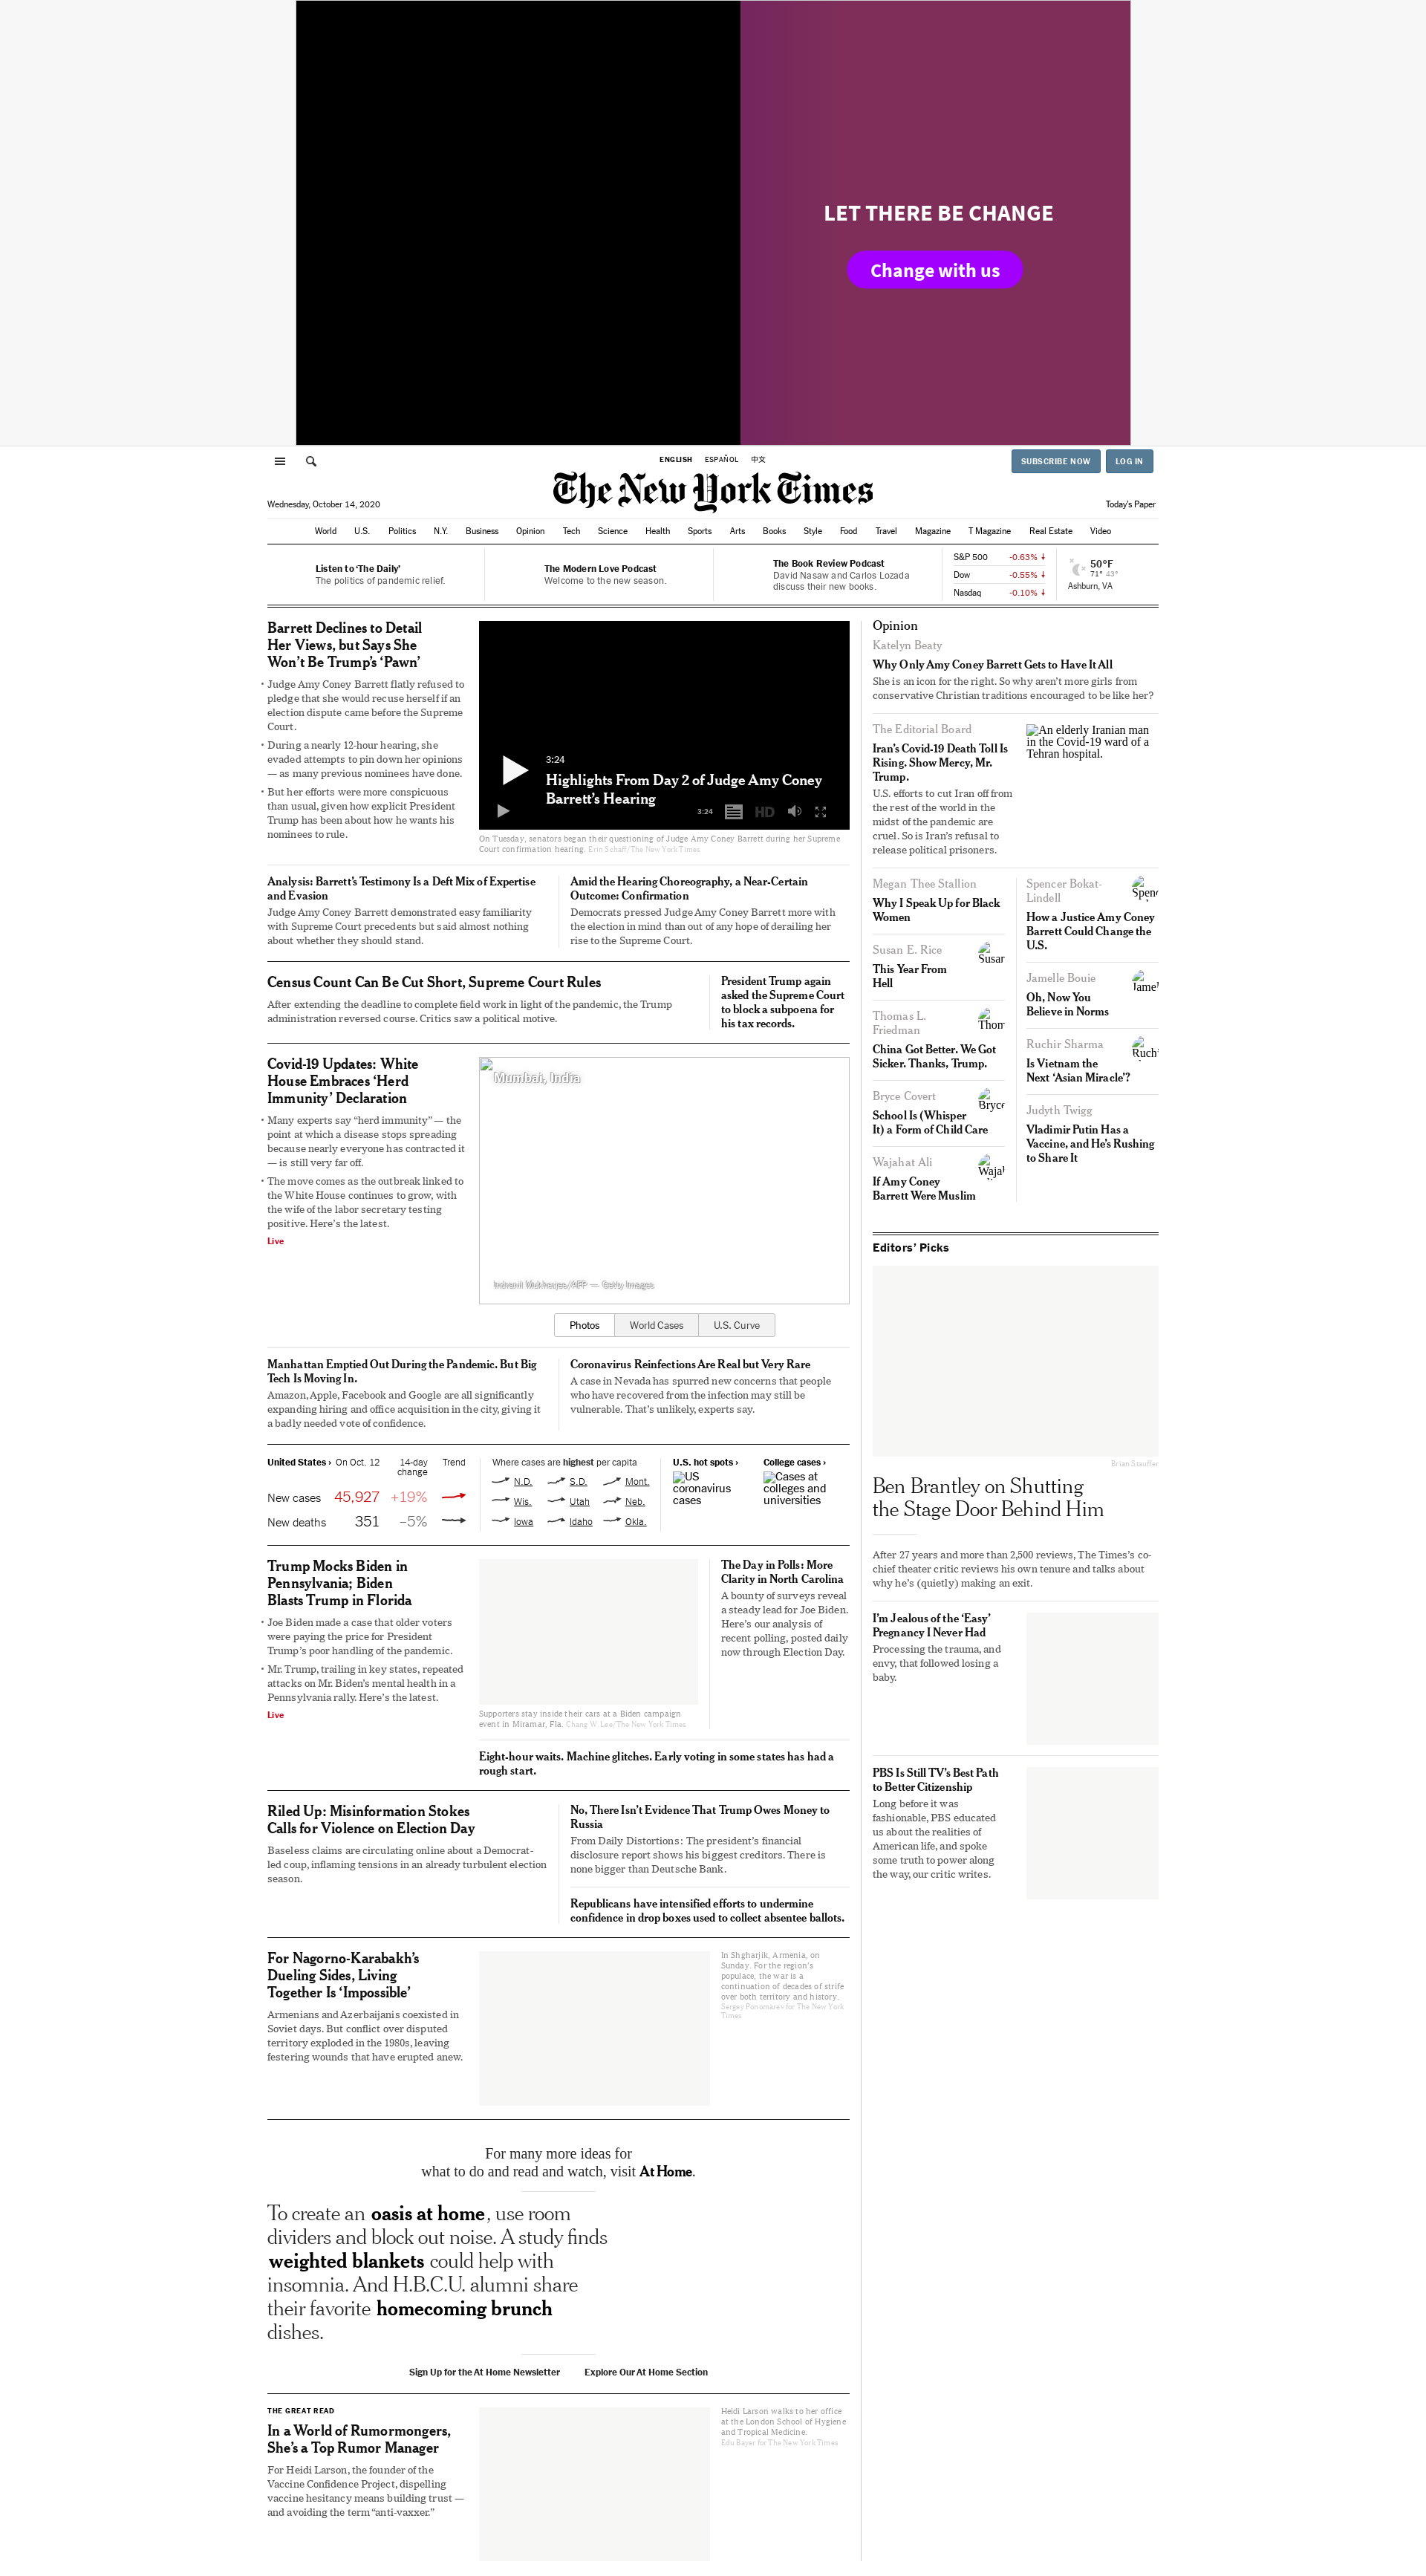 LET THERE BE CHANGE
Change with us
ENGLISH ESPAÑOL 中文
SUBSCRIBE NOW LOG IN
The New York Times
Wednesday, October 14, 2020
Today's Paper
World U.S. Politics N.Y. Business Opinion Tech Science Health Sports Arts Books Style Food Travel Magazine T Magazine Real Estate Video
Listen to 'The Daily'
The politics of pandemic relief.
The Modern Love Podcast
Welcome to the new season.
The Book Review Podcast
David Nasaw and Carlos Lozada
discuss their new books.
S&P 500 -0.63% ↓
Dow -0.55% ↓
Nasdaq -0.10% ↓
50°F
71° 43°
Ashburn, VA
Barrett Declines to Detail
Her Views, but Says She
Won't Be Trump's 'Pawn'
• Judge Amy Coney Barrett flatly refused to
pledge that she would recuse herself if an
election dispute came before the Supreme
Court.
• During a nearly 12-hour hearing, she
evaded attempts to pin down her opinions
— as many previous nominees have done.
• But her efforts were more conspicuous
than usual, given how explicit President
Trump has been about how he wants his
nominees to rule.
3:24
Highlights From Day 2 of Judge Amy Coney
Barrett's Hearing
3:24 HD
On Tuesday, senators began their questioning of Judge Amy Coney Barrett during her Supreme
Court confirmation hearing. Erin Schaff/The New York Times
Analysis: Barrett's Testimony Is a Deft Mix of Expertise
and Evasion
Judge Amy Coney Barrett demonstrated easy familiarity
with Supreme Court precedents but said almost nothing
about whether they should stand.
Amid the Hearing Choreography, a Near-Certain
Outcome: Confirmation
Democrats pressed Judge Amy Coney Barrett more with
the election in mind than out of any hope of derailing her
rise to the Supreme Court.
Census Count Can Be Cut Short, Supreme Court Rules
After extending the deadline to complete field work in light of the pandemic, the Trump
administration reversed course. Critics saw a political motive.
President Trump again
asked the Supreme Court
to block a subpoena for
his tax records.
Covid-19 Updates: White
House Embraces 'Herd
Immunity' Declaration
• Many experts say "herd immunity" — the
point at which a disease stops spreading
because nearly everyone has contracted it
— is still very far off.
• The move comes as the outbreak linked to
the White House continues to grow, with
the wife of the labor secretary testing
positive. Here's the latest.
Live
Mumbai, India
Indranil Mukherjee/AFP — Getty Images
Photos World Cases U.S. Curve
Manhattan Emptied Out During the Pandemic. But Big
Tech Is Moving In.
Amazon, Apple, Facebook and Google are all significantly
expanding hiring and office acquisition in the city, giving it
a badly needed vote of confidence.
Coronavirus Reinfections Are Real but Very Rare
A case in Nevada has spurred new concerns that people
who have recovered from the infection may still be
vulnerable. That's unlikely, experts say.
United States › On Oct. 12 14-day
change Trend
New cases 45,927 +19%
New deaths 351 –5%
Where cases are highest per capita
N.D. S.D. Mont.
Wis. Utah Neb.
Iowa Idaho Okla.
U.S. hot spots ›
US
coronavirus
cases
College cases ›
Cases at
colleges and
universities
Trump Mocks Biden in
Pennsylvania; Biden
Blasts Trump in Florida
• Joe Biden made a case that older voters
were paying the price for President
Trump's poor handling of the pandemic.
• Mr. Trump, trailing in key states, repeated
attacks on Mr. Biden's mental health in a
Pennsylvania rally. Here's the latest.
Live
Supporters stay inside their cars at a Biden campaign
event in Miramar, Fla. Chang W. Lee/The New York Times
The Day in Polls: More
Clarity in North Carolina
A bounty of surveys reveal
a steady lead for Joe Biden.
Here's our analysis of
recent polling, posted daily
now through Election Day.
Eight-hour waits. Machine glitches. Early voting in some states has had a
rough start.
Riled Up: Misinformation Stokes
Calls for Violence on Election Day
Baseless claims are circulating online about a Democrat-
led coup, inflaming tensions in an already turbulent election
season.
No, There Isn't Evidence That Trump Owes Money to
Russia
From Daily Distortions: The president's financial
disclosure report shows his biggest creditors. There is
none bigger than Deutsche Bank.
Republicans have intensified efforts to undermine
confidence in drop boxes used to collect absentee ballots.
For Nagorno-Karabakh's
Dueling Sides, Living
Together Is 'Impossible'
Armenians and Azerbaijanis coexisted in
Soviet days. But conflict over disputed
territory exploded in the 1980s, leaving
festering wounds that have erupted anew.
In Shgharjik, Armenia, on
Sunday. For the region's
populace, the war is a
continuation of decades of strife
over both territory and history.
Sergey Ponomarev for The New York
Times
For many more ideas for
what to do and read and watch, visit At Home.
To create an oasis at home, use room
dividers and block out noise. A study finds
weighted blankets could help with
insomnia. And H.B.C.U. alumni share
their favorite homecoming brunch
dishes.
Sign Up for the At Home Newsletter Explore Our At Home Section
THE GREAT READ
In a World of Rumormongers,
She's a Top Rumor Manager
For Heidi Larson, the founder of the
Vaccine Confidence Project, dispelling
vaccine hesitancy means building trust —
and avoiding the term "anti-vaxxer."
Heidi Larson walks to her office
at the London School of Hygiene
and Tropical Medicine.
Edu Bayer for The New York Times
Opinion
Katelyn Beaty
Why Only Amy Coney Barrett Gets to Have It All
She is an icon for the right. So why aren't more girls from
conservative Christian traditions encouraged to be like her?
The Editorial Board
Iran's Covid-19 Death Toll Is
Rising. Show Mercy, Mr.
Trump.
U.S. efforts to cut Iran off from
the rest of the world in the
midst of the pandemic are
cruel. So is Iran's refusal to
release political prisoners.
An elderly Iranian man
in the Covid-19 ward of a
Tehran hospital.
Megan Thee Stallion
Why I Speak Up for Black
Women
Susan E. Rice
This Year From
Hell
Thomas L.
Friedman
China Got Better. We Got
Sicker. Thanks, Trump.
Bryce Covert
School Is (Whisper
It) a Form of Child Care
Wajahat Ali
If Amy Coney
Barrett Were Muslim
Spencer Bokat-
Lindell
How a Justice Amy Coney
Barrett Could Change the
U.S.
Jamelle Bouie
Oh, Now You
Believe in Norms
Ruchir Sharma
Is Vietnam the
Next 'Asian Miracle'?
Judyth Twigg
Vladimir Putin Has a
Vaccine, and He's Rushing
to Share It
Editors' Picks
Brian Stauffer
Ben Brantley on Shutting
the Stage Door Behind Him
After 27 years and more than 2,500 reviews, The Times's co-
chief theater critic reviews his own tenure and talks about
why he's (quietly) making an exit.
I'm Jealous of the 'Easy'
Pregnancy I Never Had
Processing the trauma, and
envy, that followed losing a
baby.
PBS Is Still TV's Best Path
to Better Citizenship
Long before it was
fashionable, PBS educated
us about the realities of
American life, and spoke
some truth to power along
the way, our critic writes.